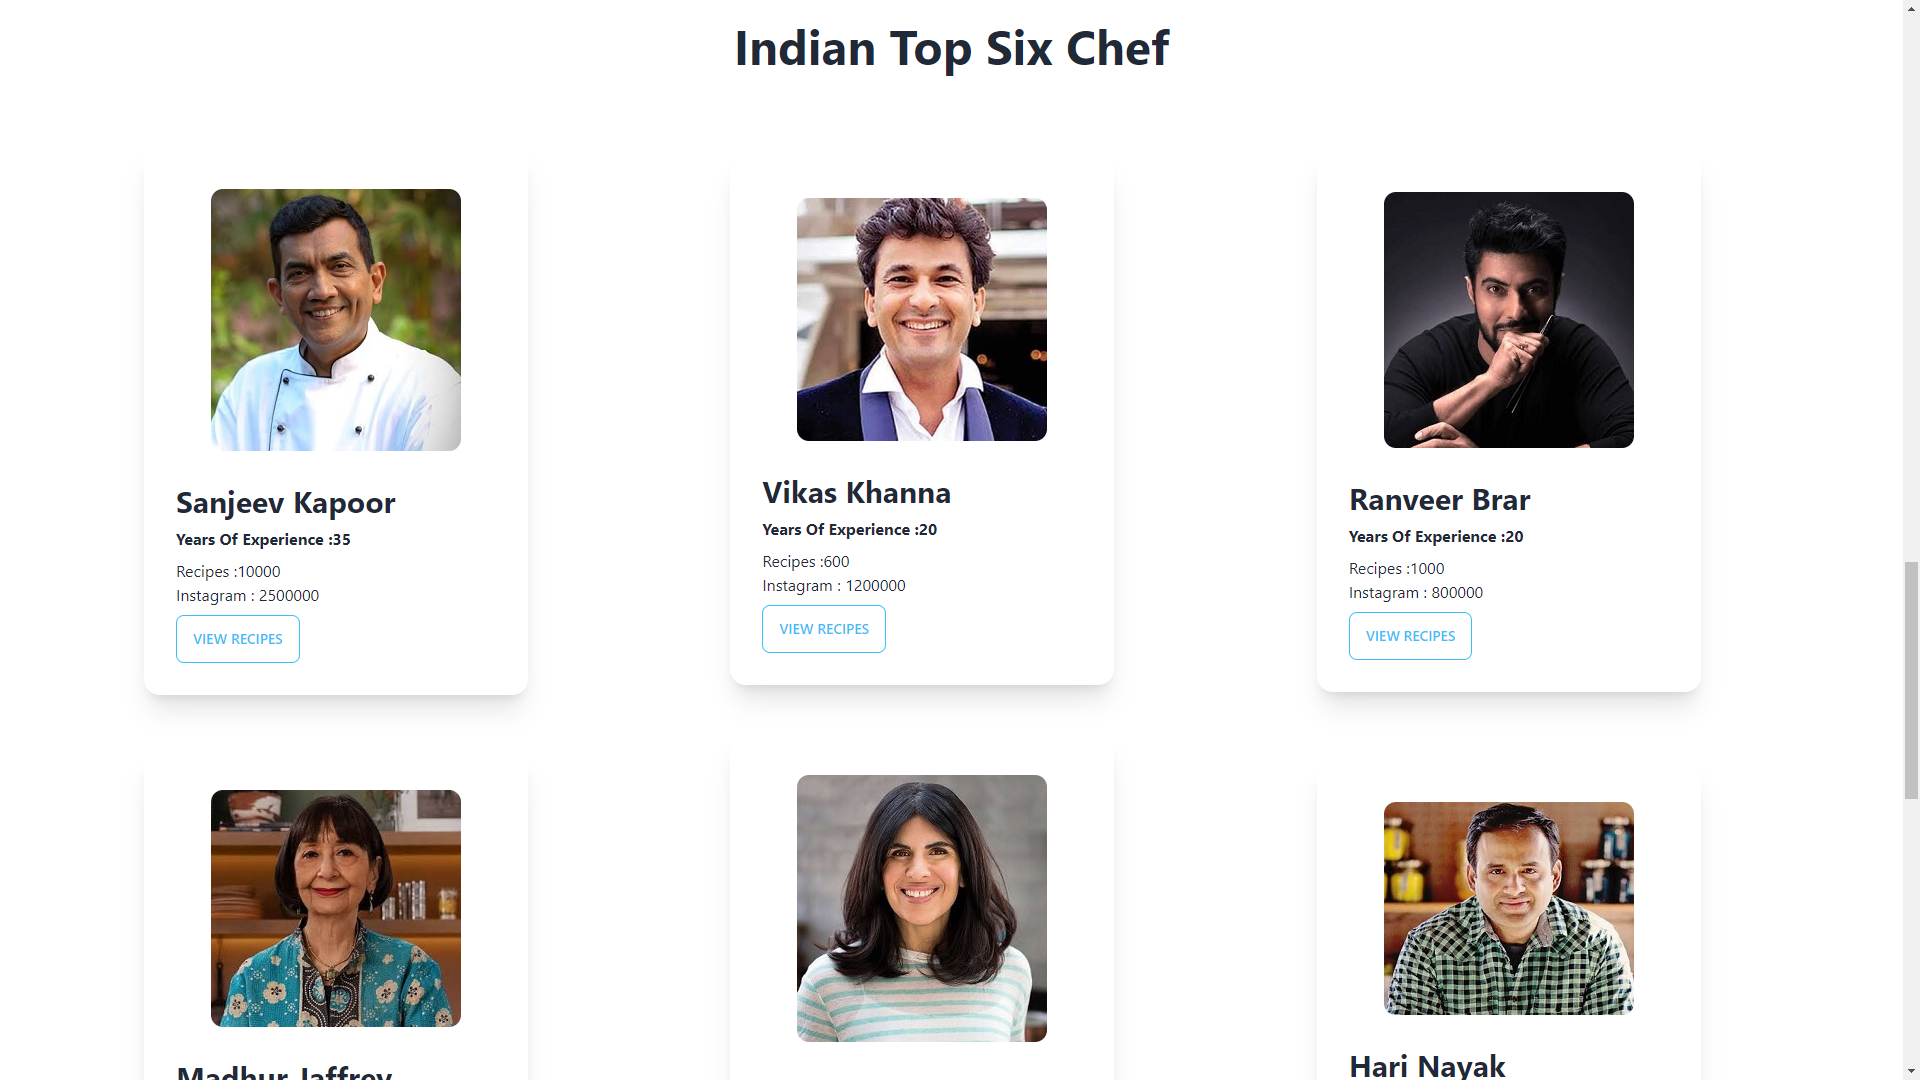 Indian Top Six Chef
Sanjeev Kapoor
Years Of Experience :35
Recipes :10000
Instagram : 2500000
VIEW RECIPES
Vikas Khanna
Years Of Experience :20
Recipes :600
Instagram : 1200000
VIEW RECIPES
Ranveer Brar
Years Of Experience :20
Recipes :1000
Instagram : 800000
VIEW RECIPES
Madhur Jaffrey
Hari Nayak